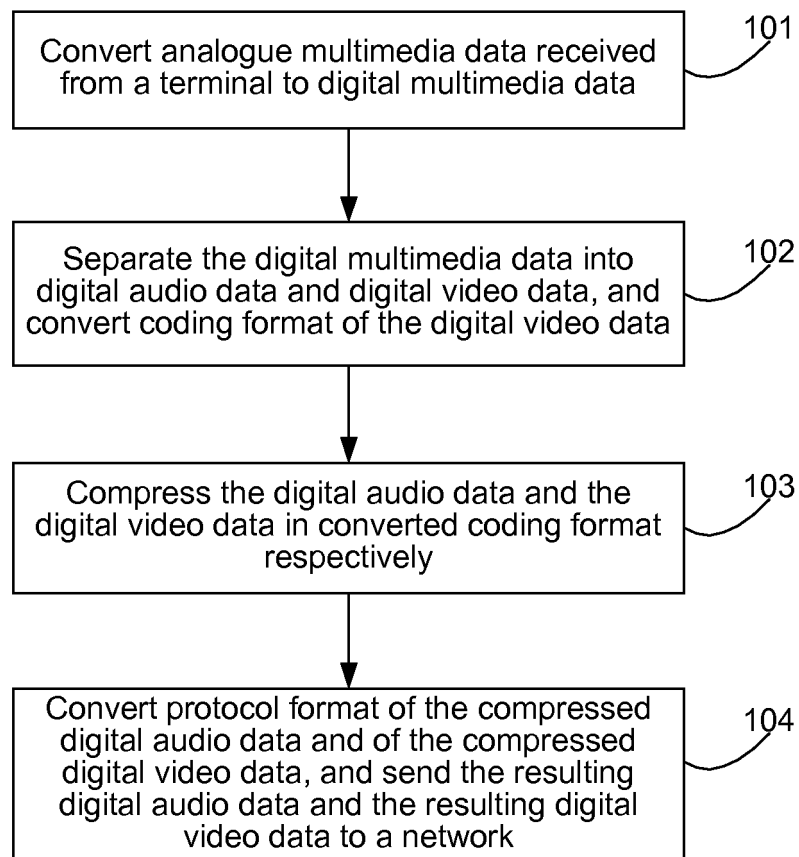 101
Convert analogue multimedia data received
from a terminal to digital multimedia data
102
Separate the digital multimedia data into
digital audio data and digital video data, and
convert coding format of the digital video data
103
Compress the digital audio data and the
digital video data in converted coding format
respectively
104
Convert protocol format of the compressed
digital audio data and of the compressed
digital video data, and send the resulting
digital audio data and the resulting digital
video data to a network